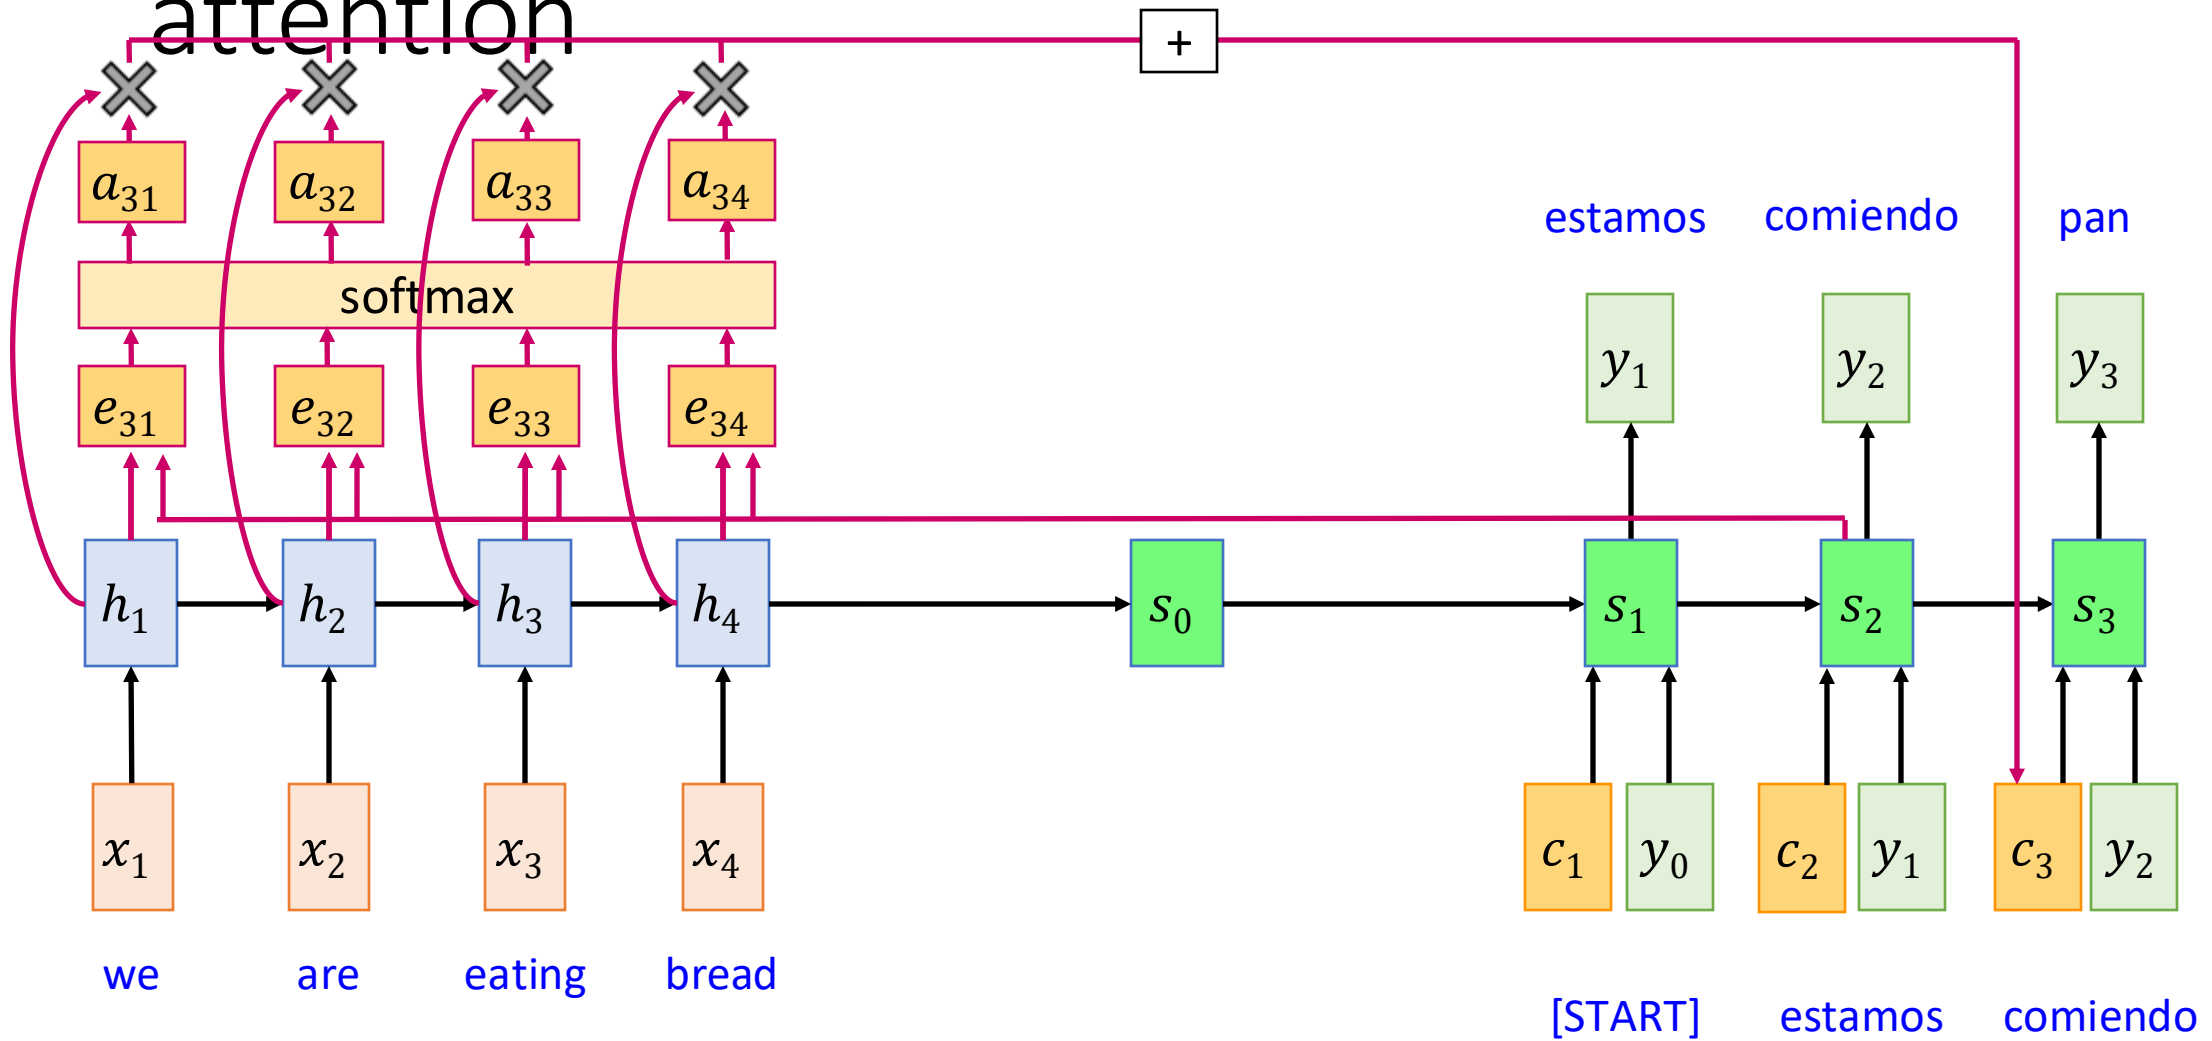 attention
+
a31 a32 a33 a34
estamos comiendo pan
softmax
y1 y2 y3
e31 e32 e33 e34
h1 h2 h3 h4 s0 s1 s2 s3
x1 x2 x3 x4 c1 y0 c2 y1 c3 y2
we are eating bread
[START] estamos comiendo